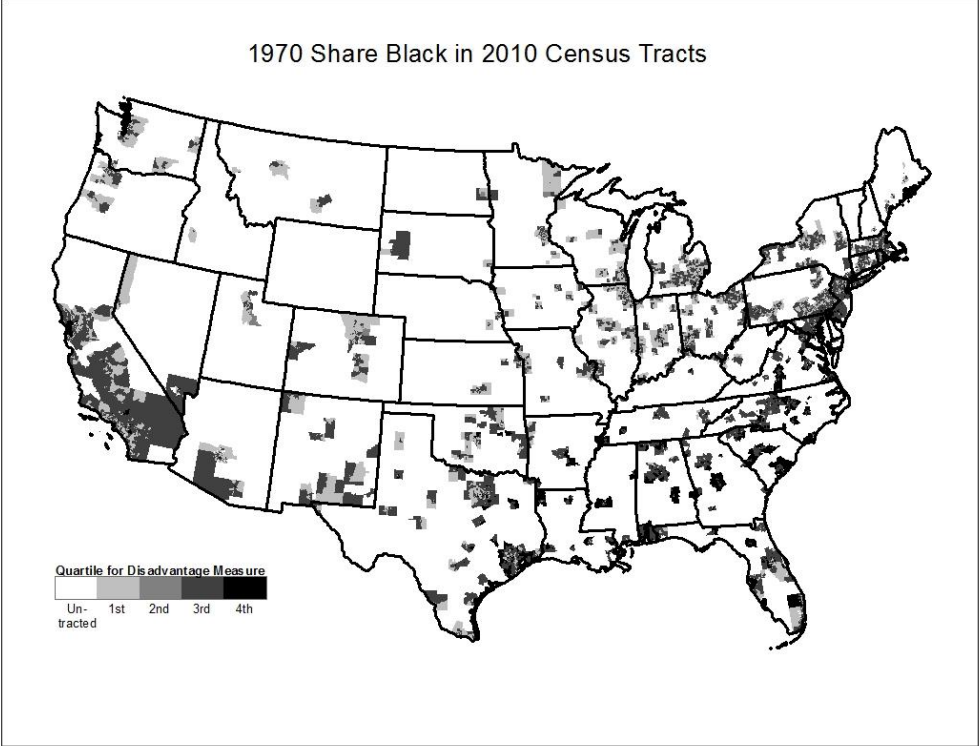 1970 Share Black in 2010 Census Tracts
Quartile for Disadvantage Measure
Un-
tracted
1st
2nd
3rd
4th